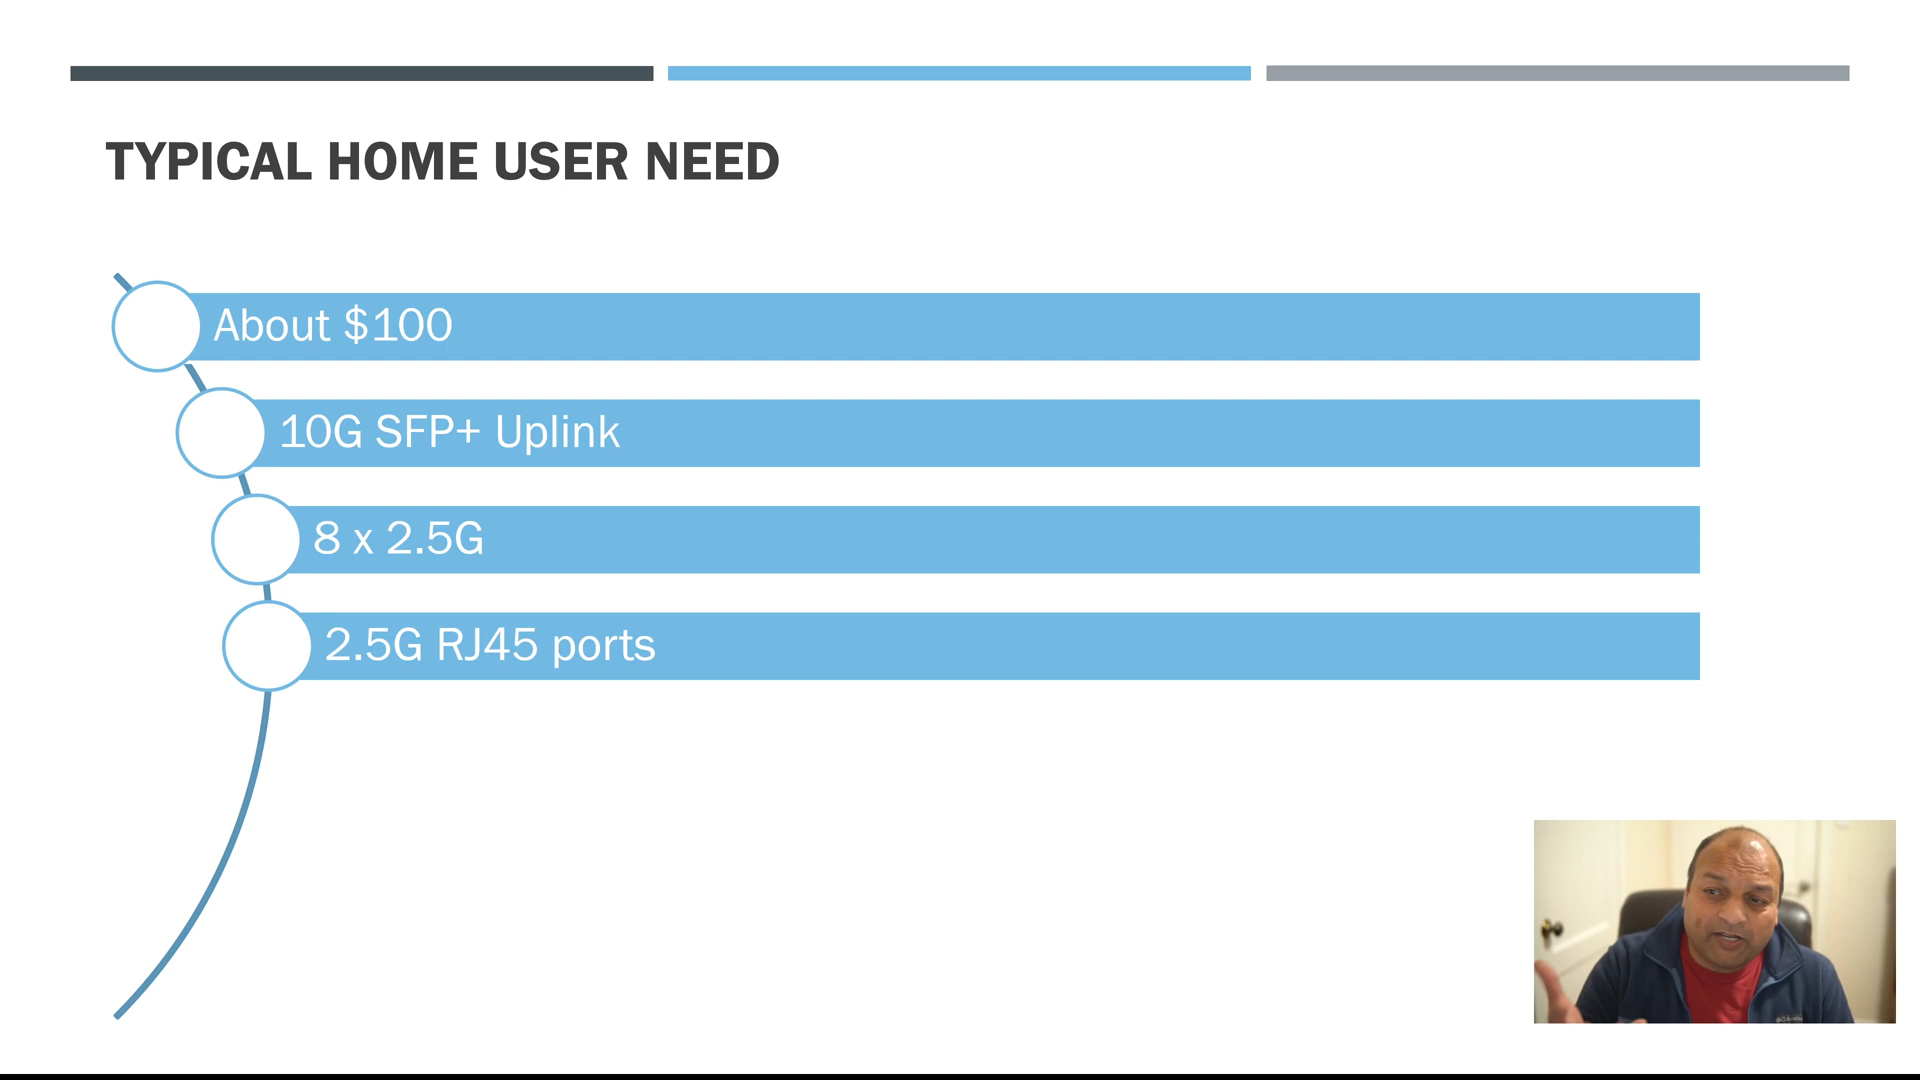 TYPICAL HOME USER NEED
About $100
10G SFP+ Uplink
8 x 2.5G
2.5G RJ45 ports